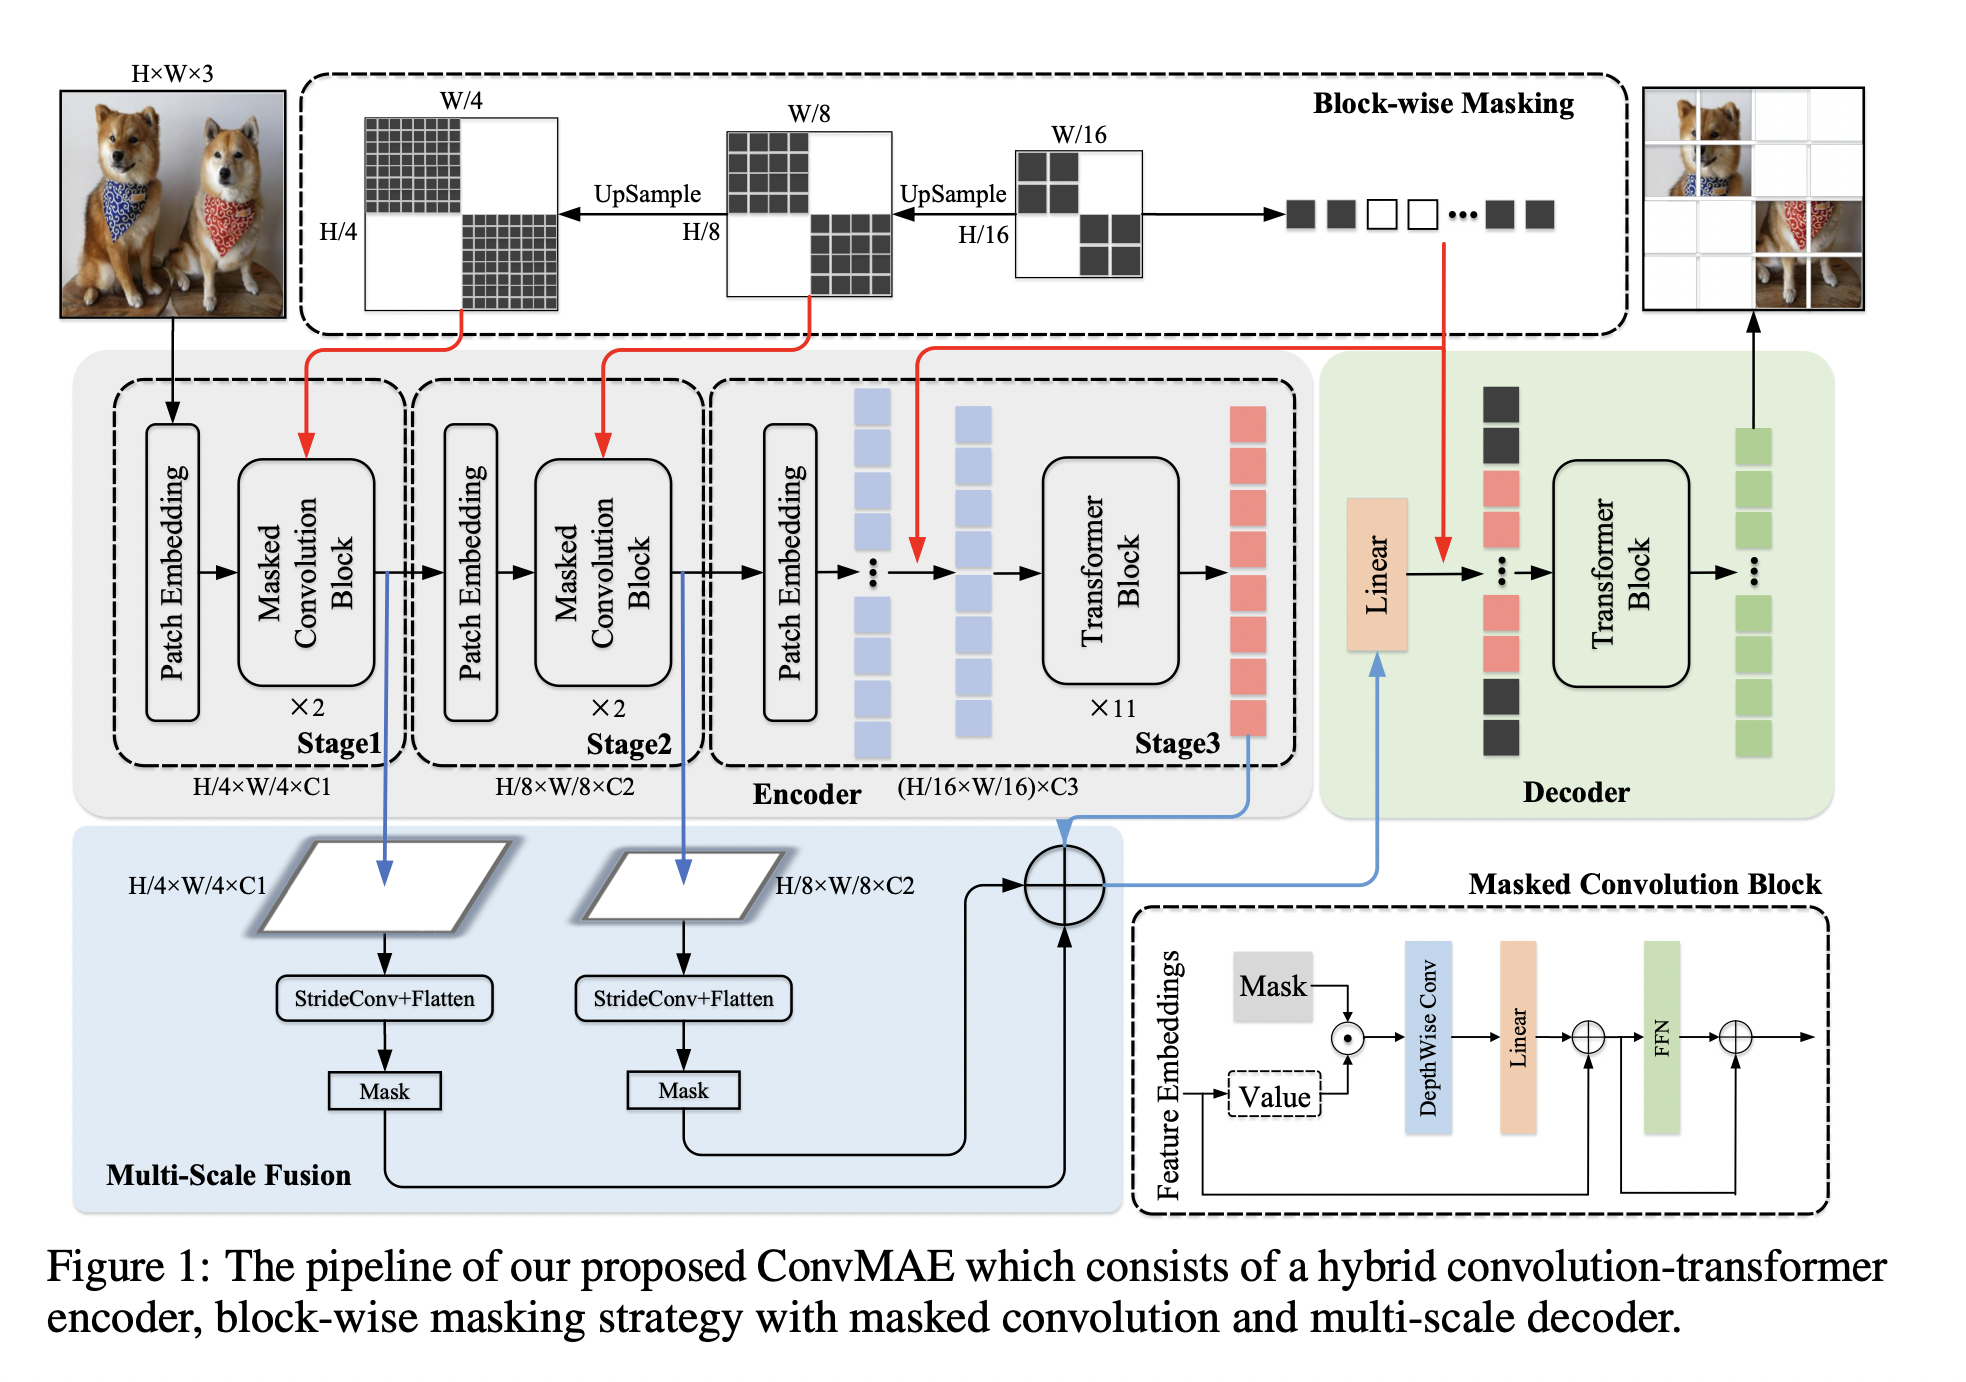 H×W×3
W/4
W/8
W/16
Block-wise Masking
UpSample
UpSample
H/4
H/8
H/16
Patch Embedding
Masked
Convolution
Block
×2
Stage1
Patch Embedding
Masked
Convolution
Block
×2
Stage2
Patch Embedding
Transformer
Block
×11
Stage3
Linear
Transformer
Block
H/4×W/4×C1
H/8×W/8×C2
Encoder
(H/16×W/16)×C3
Decoder
H/4×W/4×C1
H/8×W/8×C2
StrideConv+Flatten
StrideConv+Flatten
Mask
Mask
Multi-Scale Fusion
Masked Convolution Block
Feature Embeddings
Mask
Value
DepthWise Conv
Linear
FFN
Figure 1: The pipeline of our proposed ConvMAE which consists of a hybrid convolution-transformer
encoder, block-wise masking strategy with masked convolution and multi-scale decoder.